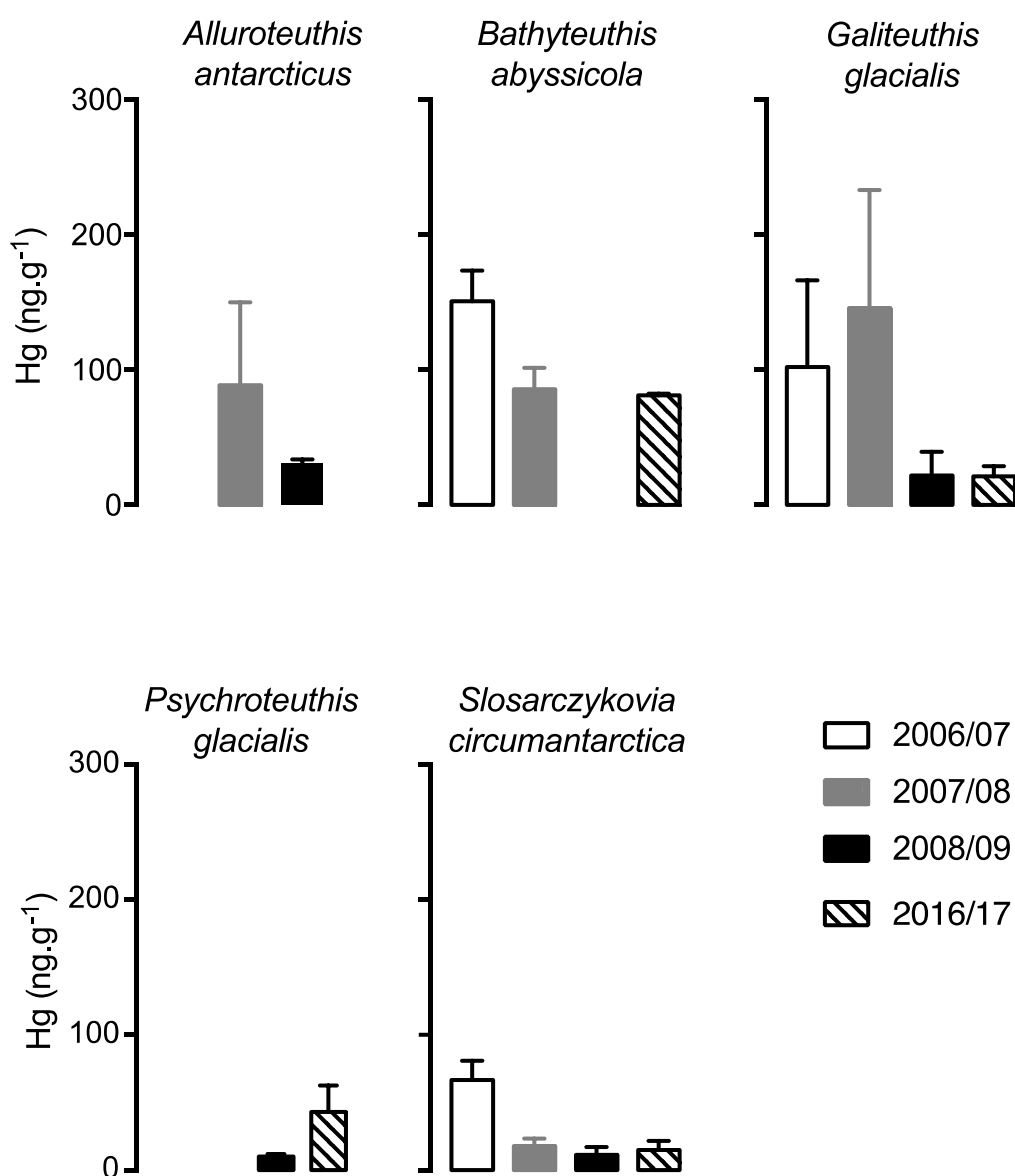 Alluroteuthis
antarcticus
Bathyteuthis
abyssicola
Galiteuthis
glacialis
300
200
100
0
Hg (ng.g-1)
Psychroteuthis
glacialis
Slosarczykovia
circumantarctica
300
200
100
0
Hg (ng.g-1)
2006/07
2007/08
2008/09
2016/17